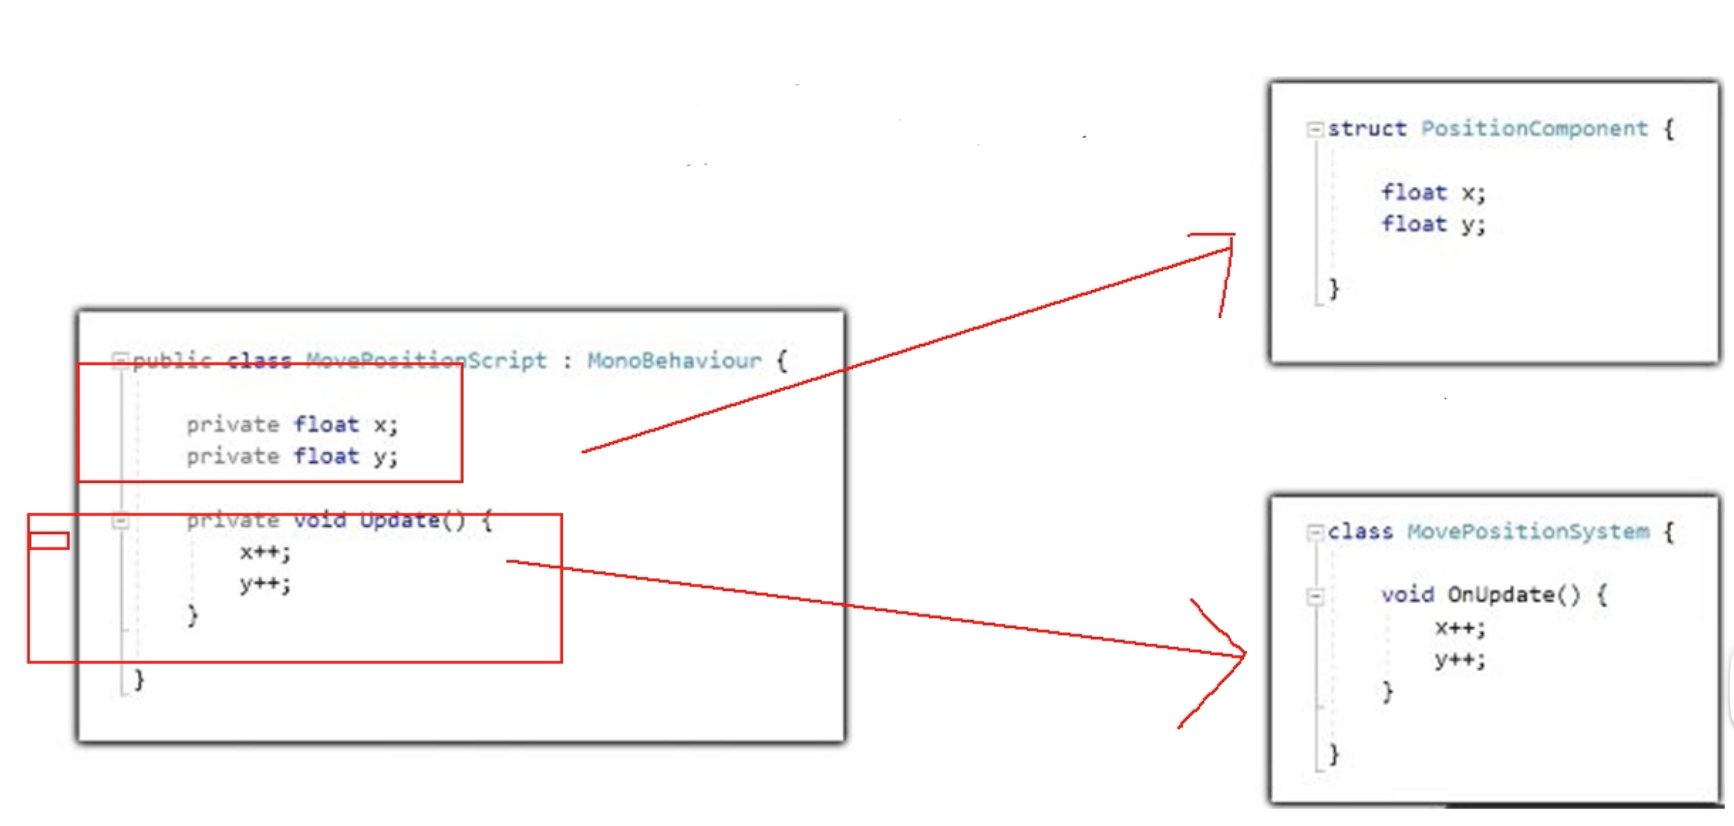 public class MovePositionScript : MonoBehaviour {
private float x;
private float y;
private void Update() {
x++;
y++;
}
}
struct PositionComponent {
float x;
float y;
}
class MovePositionSystem {
void OnUpdate() {
x++;
y++;
}
}